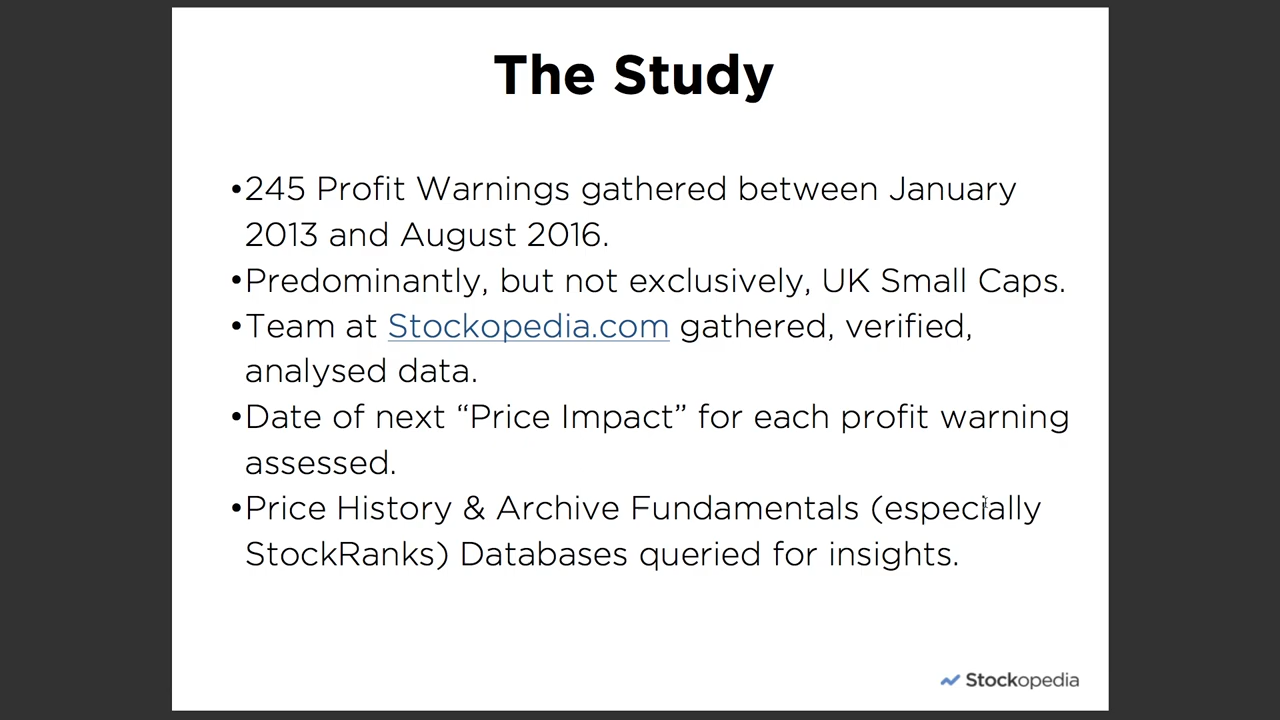 The Study
•245 Profit Warnings gathered between January
2013 and August 2016.
•Predominantly, but not exclusively, UK Small Caps.
•Team at Stockopedia.com gathered, verified,
analysed data.
•Date of next “Price Impact” for each profit warning
assessed.
•Price History & Archive Fundamentals (especially
StockRanks) Databases queried for insights.
Stockopedia